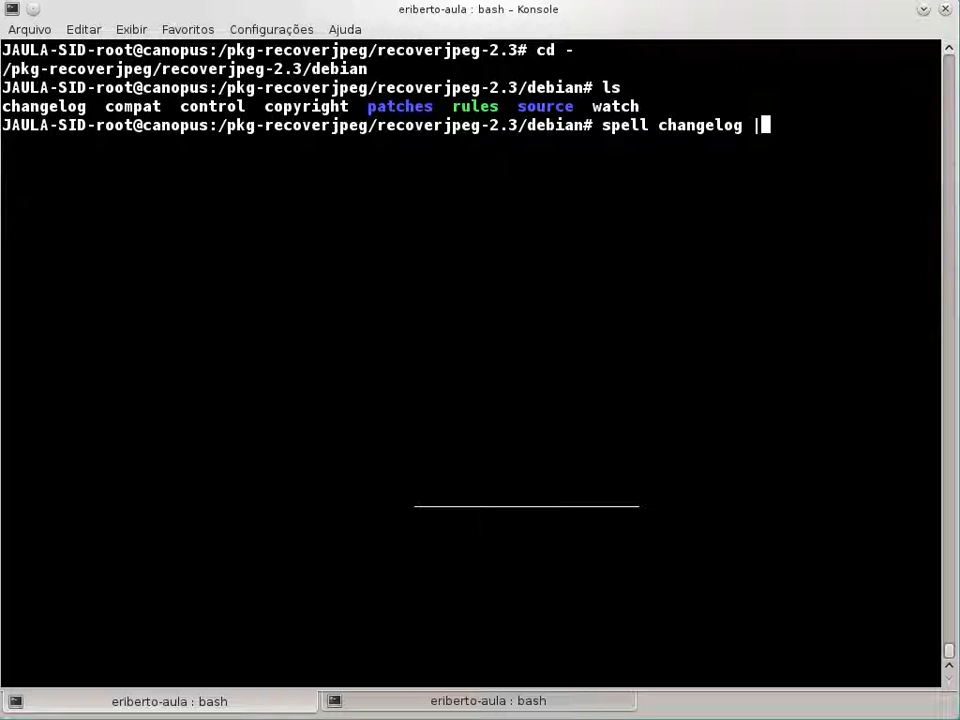 eriberto-aula : bash – Konsole
Arquivo Editar Exibir Favoritos Configurações Ajuda
JAULA-SID-root@canopus:/pkg-recoverjpeg/recoverjpeg-2.3# cd -
/pkg-recoverjpeg/recoverjpeg-2.3/debian
JAULA-SID-root@canopus:/pkg-recoverjpeg/recoverjpeg-2.3/debian# ls
changelog compat control copyright patches rules source watch
JAULA-SID-root@canopus:/pkg-recoverjpeg/recoverjpeg-2.3/debian# spell changelog |
eriberto-aula : bash eriberto-aula : bash